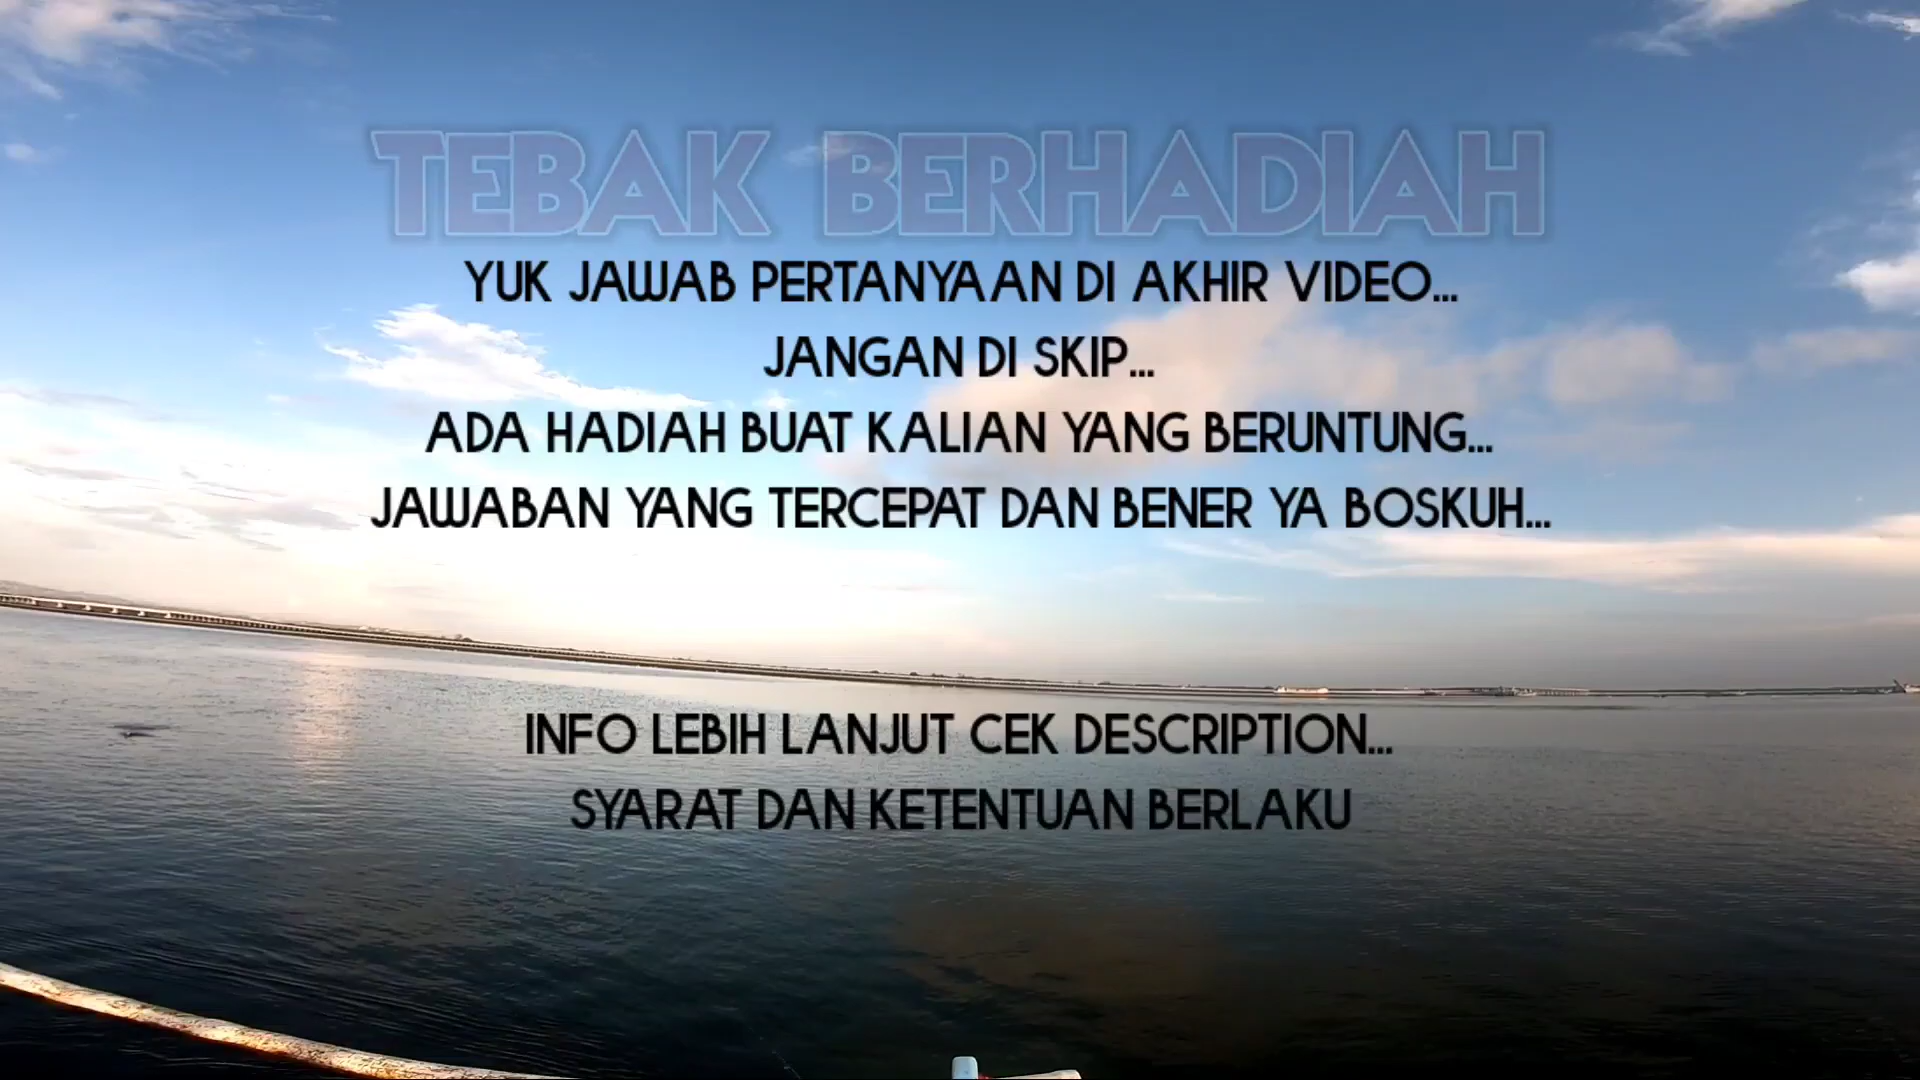 TEBAK BERHADIAH
YUK JAWAB PERTANYAAN DI AKHIR VIDEO...
JANGAN DI SKIP...
ADA HADIAH BUAT KALIAN YANG BERUNTUNG...
JAWABAN YANG TERCEPAT DAN BENER YA BOSKUH...
INFO LEBIH LANJUT CEK DESCRIPTION...
SYARAT DAN KETENTUAN BERLAKU